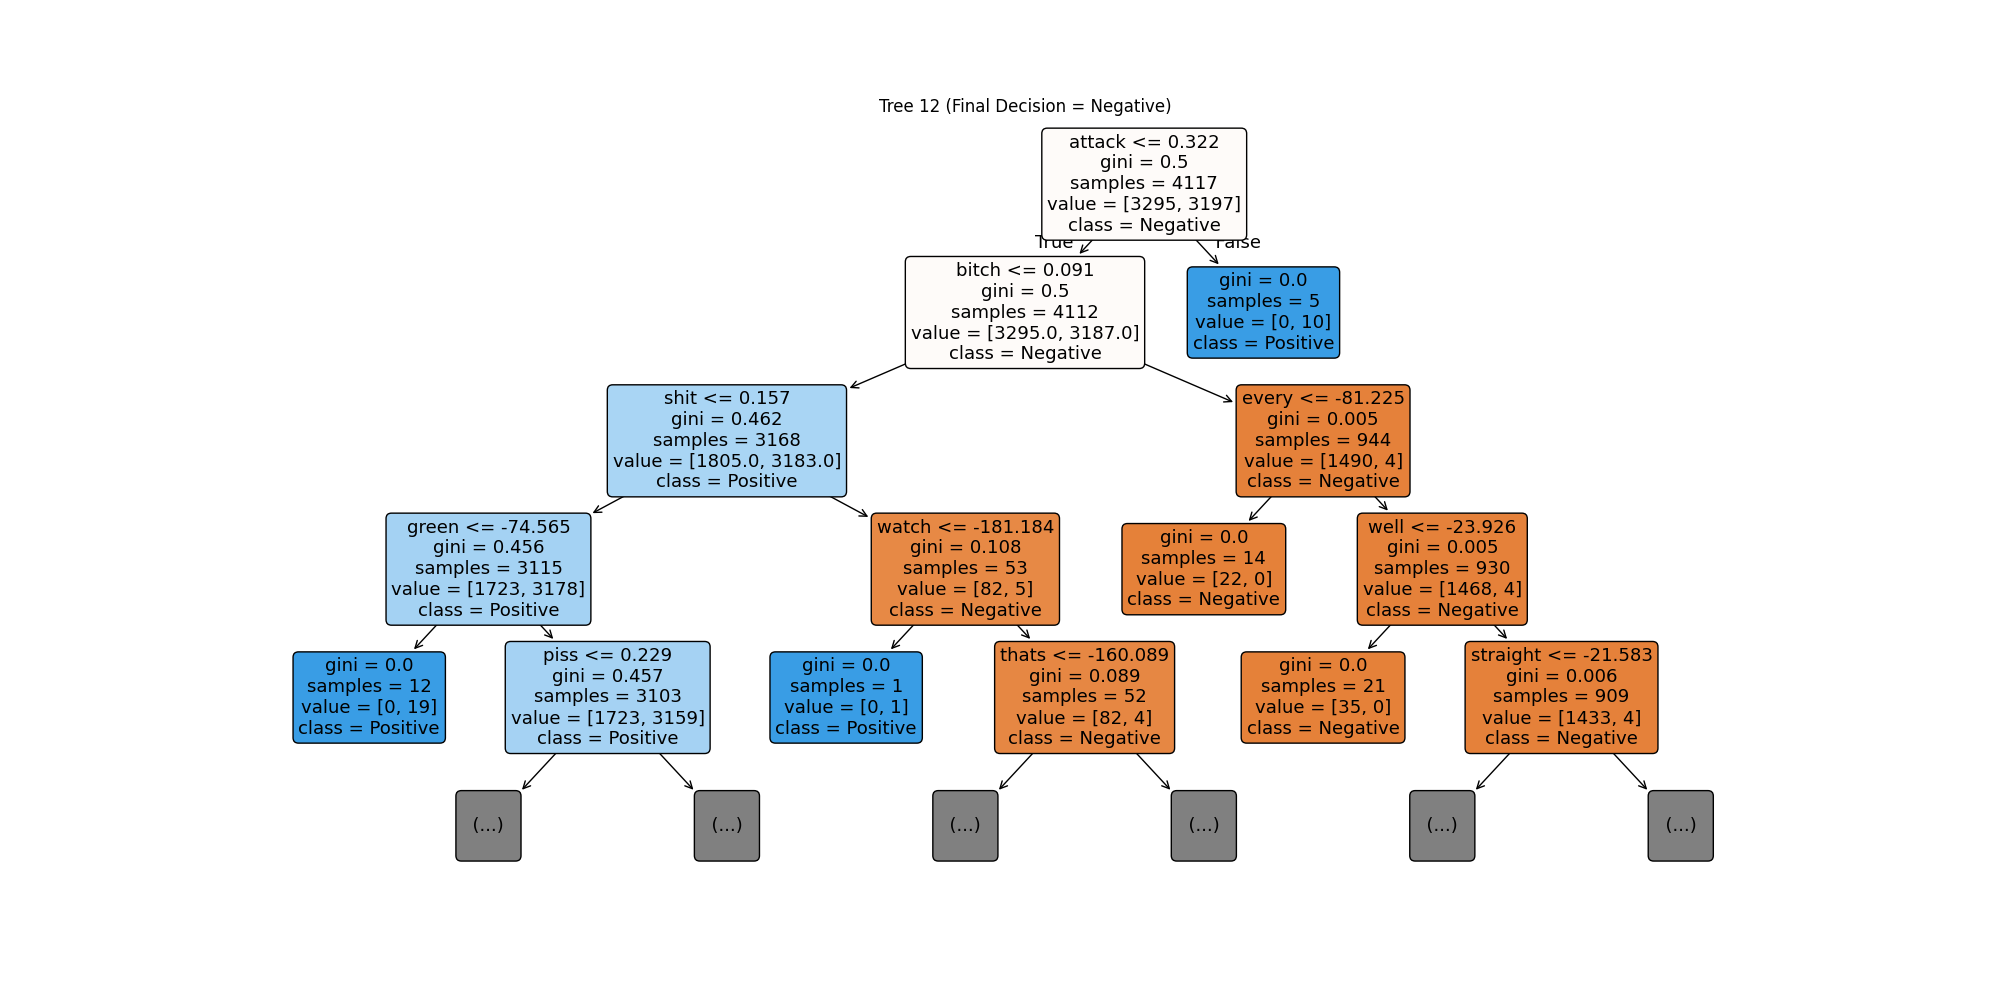 Tree 12 (Final Decision = Negative)
attack <= 0.322
gini = 0.5
samples = 4117
value = [3295, 3197]
class = Negative
True
False
bitch <= 0.091
gini = 0.5
samples = 4112
value = [3295.0, 3187.0]
class = Negative
gini = 0.0
samples = 5
value = [0, 10]
class = Positive
shit <= 0.157
gini = 0.462
samples = 3168
value = [1805.0, 3183.0]
class = Positive
every <= -81.225
gini = 0.005
samples = 944
value = [1490, 4]
class = Negative
green <= -74.565
gini = 0.456
samples = 3115
value = [1723, 3178]
class = Positive
watch <= -181.184
gini = 0.108
samples = 53
value = [82, 5]
class = Negative
gini = 0.0
samples = 14
value = [22, 0]
class = Negative
well <= -23.926
gini = 0.005
samples = 930
value = [1468, 4]
class = Negative
gini = 0.0
samples = 12
value = [0, 19]
class = Positive
piss <= 0.229
gini = 0.457
samples = 3103
value = [1723, 3159]
class = Positive
gini = 0.0
samples = 1
value = [0, 1]
class = Positive
thats <= -160.089
gini = 0.089
samples = 52
value = [82, 4]
class = Negative
gini = 0.0
samples = 21
value = [35, 0]
class = Negative
straight <= -21.583
gini = 0.006
samples = 909
value = [1433, 4]
class = Negative
(...)
(...)
(...)
(...)
(...)
(...)